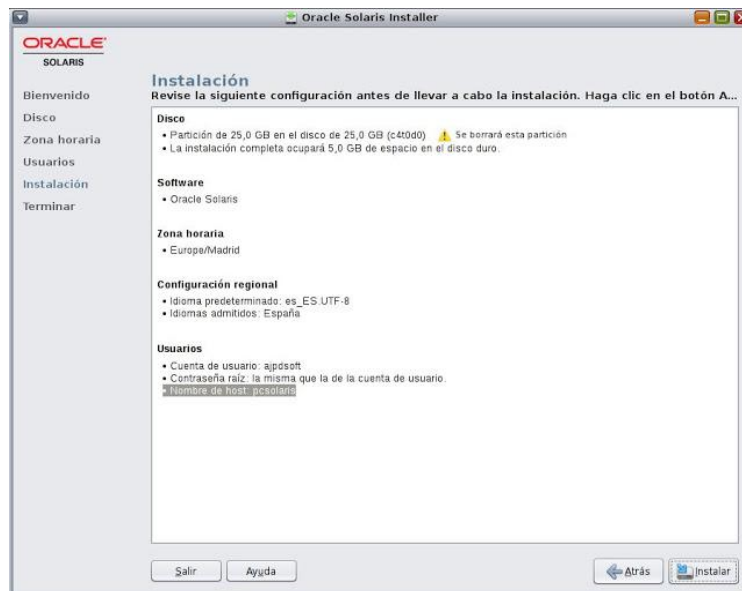 Oracle Solaris Installer
ORACLE
SOLARIS
Bienvenido
Disco
Zona horaria
Usuarios
Instalación
Terminar
Instalación
Revise la siguiente configuración antes de llevar a cabo la instalación. Haga clic en el botón A...
Disco
• Partición de 25,0 GB en el disco de 25,0 GB (c4t0d0) Se borrará esta partición
• La instalación completa ocupará 5,0 GB de espacio en el disco duro.
Software
• Oracle Solaris
Zona horaria
• Europe/Madrid
Configuración regional
• Idioma predeterminado: es_ES.UTF-8
• Idiomas admitidos: España
Usuarios
• Cuenta de usuario: ajpdsoft
• Contraseña raíz: la misma que la de la cuenta de usuario.
• Nombre de host: pcsolaris
Salir
Ayuda
Atrás
Instalar